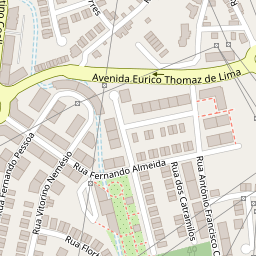 Avenida Eurico Thomaz de Lima
Rua Fernando Pessoa
Rua Vitorino Nemésio
Rua Fernando Almeida
Rua dos Carramilos
Rua António Francisco C
Rua Flor